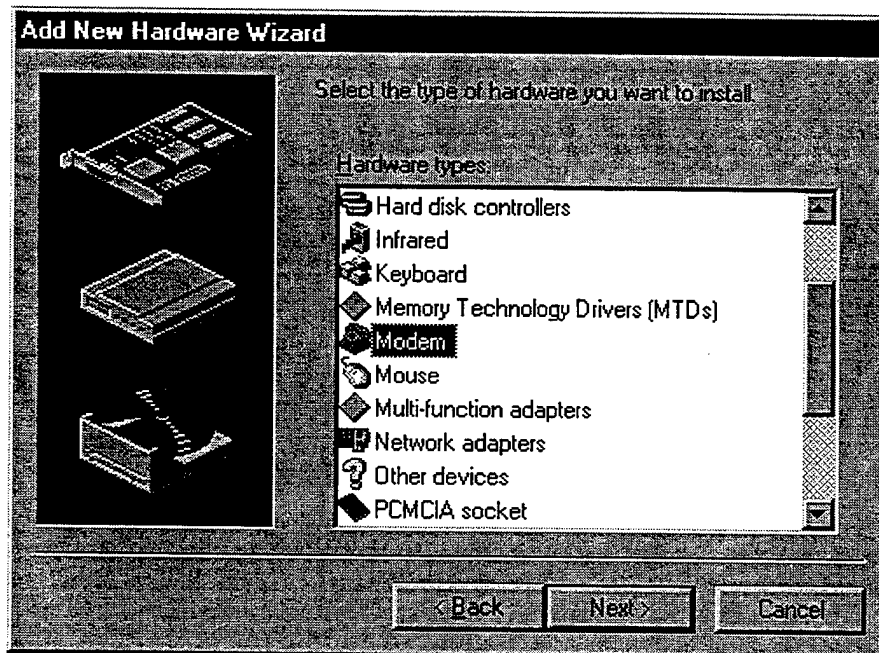 Add New Hardware Wizard
Select the type of hardware you want to install.
Hardware types:
Hard disk controllers
Infrared
Keyboard
Memory Technology Drivers (MTDs)
Modem
Mouse
Multi-function adapters
Network adapters
Other devices
PCMCIA socket
< Back
Next >
Cancel